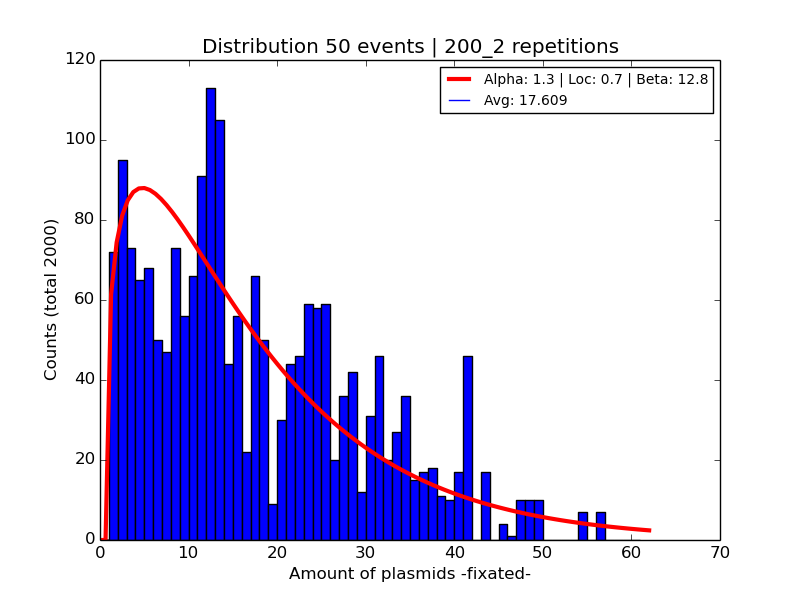 Distribution 50 events | 200_2 repetitions
Alpha: 1.3 | Loc: 0.7 | Beta: 12.8
Avg: 17.609
Counts (total 2000)
120
100
80
60
40
20
0
0 10 20 30 40 50 60 70
Amount of plasmids -fixated-